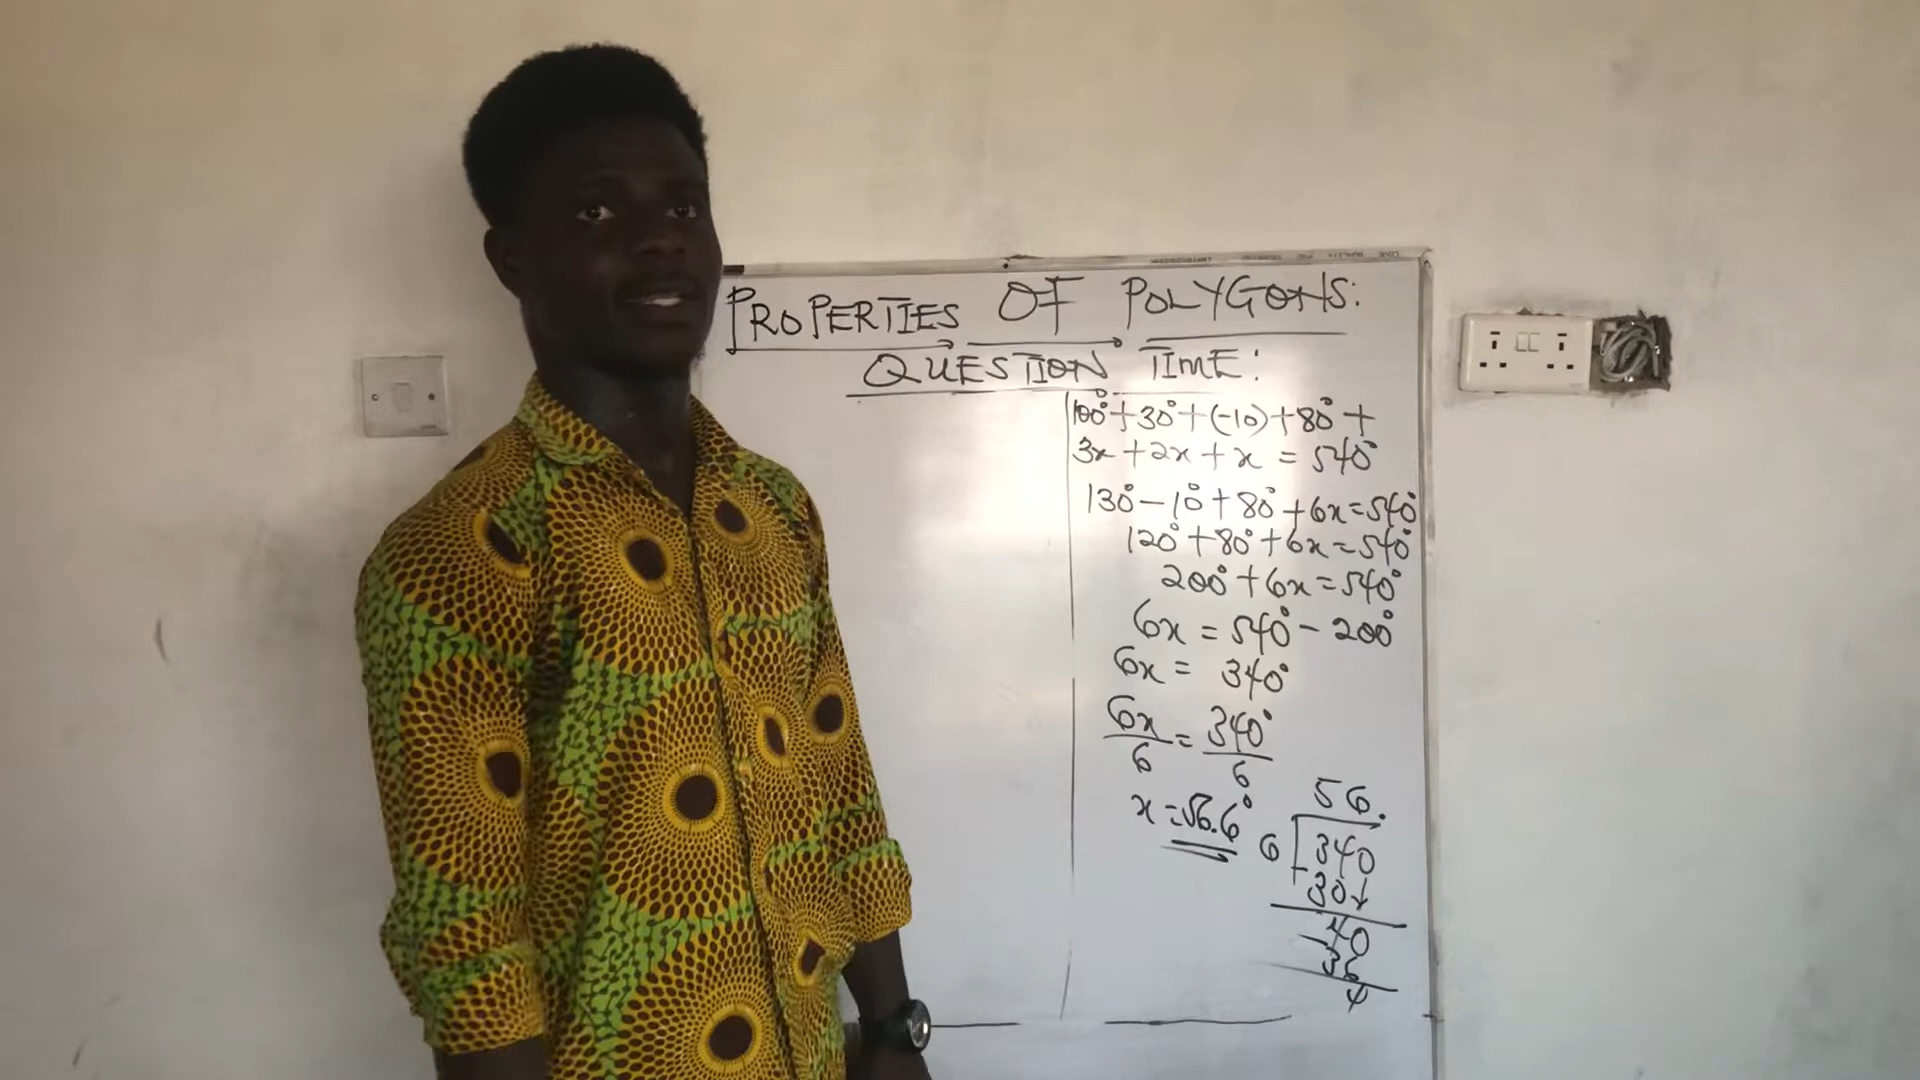 PROPERTIES OF POLYGONS:
QUESTION TIME:
100° + 30° + (-10) + 80° +
3x + 2x + x = 540°
130° - 10° + 80° + 6x = 540°
120° + 80° + 6x = 540°
200° + 6x = 540°
6x = 540° - 200°
6x = 340°
6x/6 = 340°/6
x = 56.6°
56.
6 340
30
40
36
4